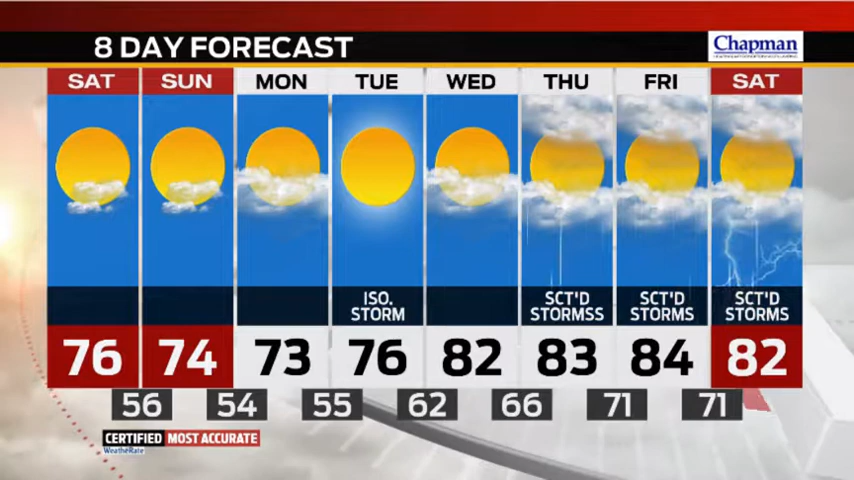 8 DAY FORECAST
Chapman
SAT SUN MON TUE WED THU FRI SAT
ISO. STORM
SCT'D STORMSS
SCT'D STORMS
SCT'D STORMS
76 74 73 76 82 83 84 82
56 54 55 62 66 71 71
CERTIFIED MOST ACCURATE
WeatheRate